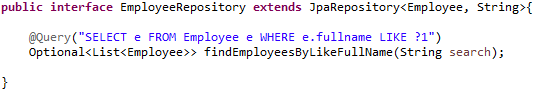 public interface EmployeeRepository extends JpaRepository<Employee, String>{
@Query("SELECT e FROM Employee e WHERE e.fullname LIKE ?1")
Optional<List<Employee>> findEmployeesByLikeFullName(String search);
}